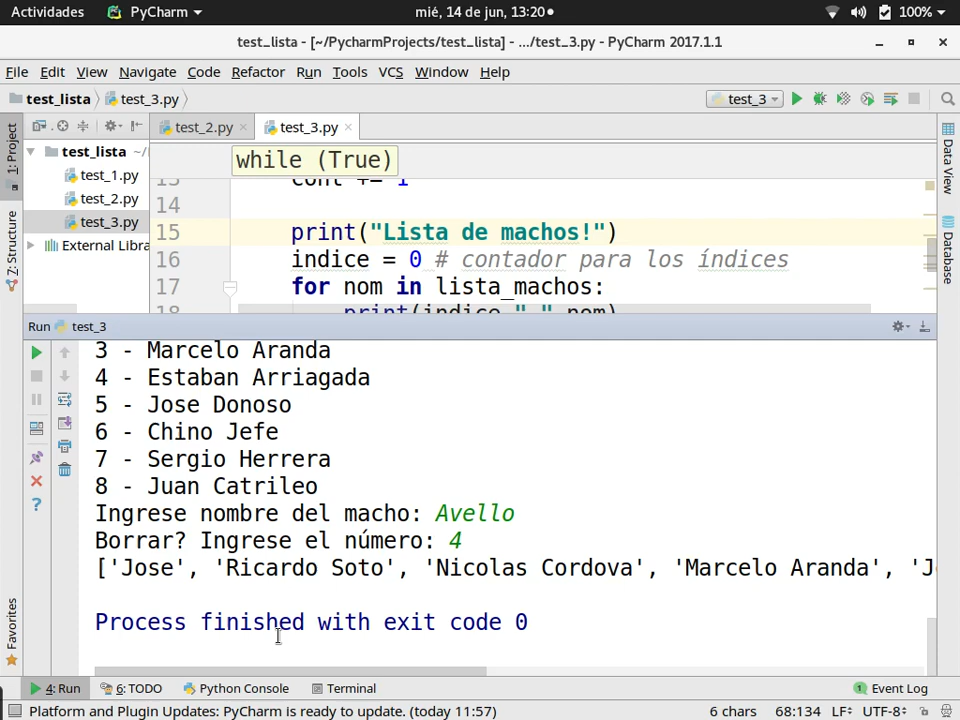 Actividades PyCharm mié, 14 de jun, 13:20 100%
test_lista - [~/PycharmProjects/test_lista] - .../test_3.py - PyCharm 2017.1.1
File Edit View Navigate Code Refactor Run Tools VCS Window Help
test_lista test_3.py test_3
1: Project
7: Structure
Favorites
Data View
Database
test_2.py test_3.py
test_lista ~/
test_1.py
test_2.py
test_3.py
External Libra
while (True)
13 cont += 1
14
15 print("Lista de machos!")
16 indice = 0 # contador para los índices
17 for nom in lista_machos:
18 print(indice,"-",nom)
Run test_3
3 - Marcelo Aranda
4 - Estaban Arriagada
5 - Jose Donoso
6 - Chino Jefe
7 - Sergio Herrera
8 - Juan Catrileo
Ingrese nombre del macho: Avello
Borrar? Ingrese el número: 4
['Jose', 'Ricardo Soto', 'Nicolas Cordova', 'Marcelo Aranda', 'J
Process finished with exit code 0
4: Run 6: TODO Python Console Terminal 1 Event Log
Platform and Plugin Updates: PyCharm is ready to update. (today 11:57) 6 chars 68:134 LF UTF-8